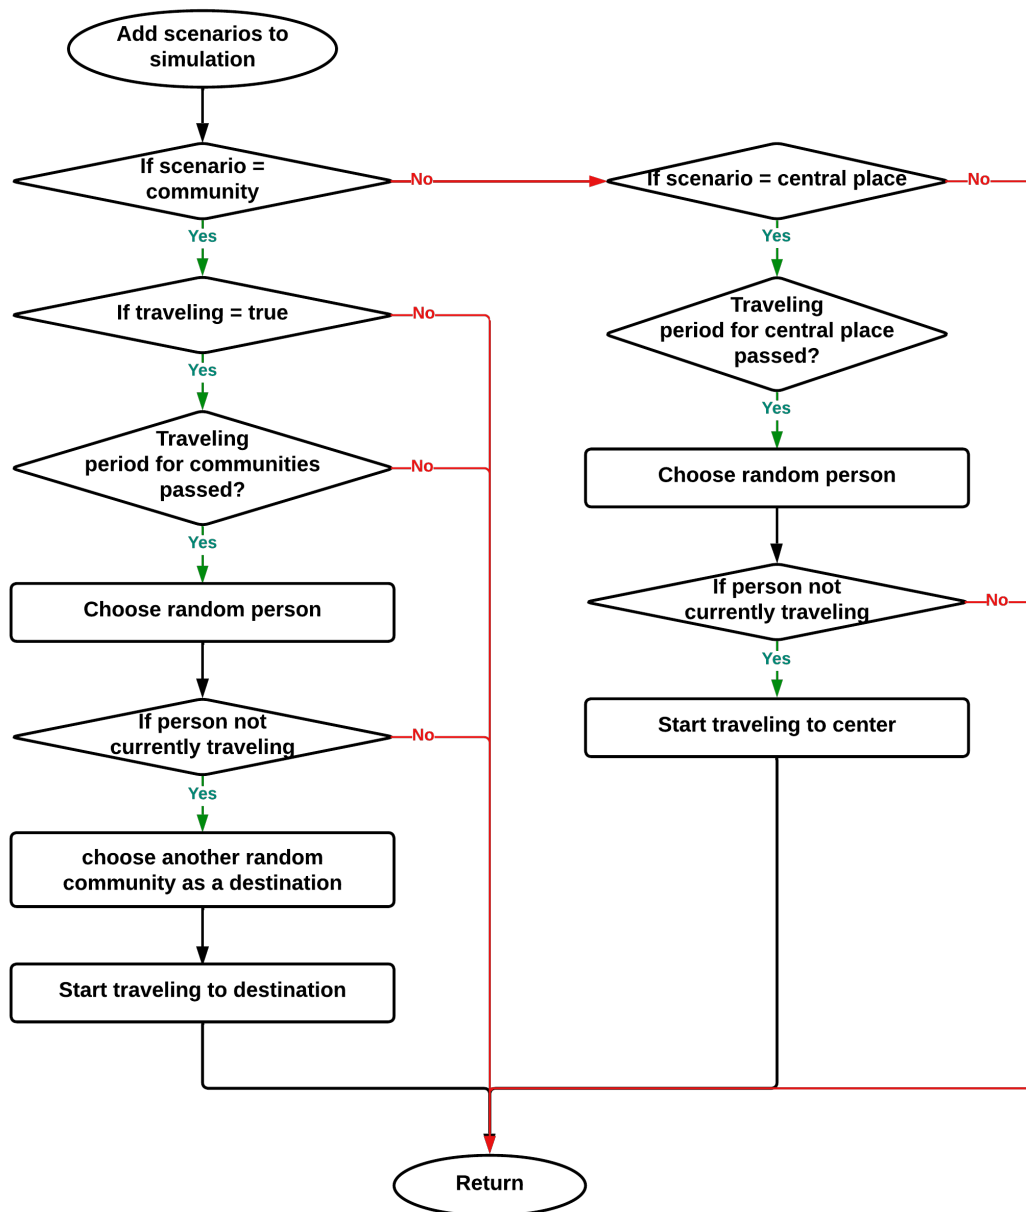 Add scenarios to
simulation
If scenario =
community
No
Yes
If traveling = true
No
Yes
Traveling
period for communities
passed?
No
Yes
Choose random person
If person not
currently traveling
No
Yes
choose another random
community as a destination
Start traveling to destination
If scenario = central place
No
Yes
Traveling
period for central place
passed?
Yes
Choose random person
If person not
currently traveling
No
Yes
Start traveling to center
Return